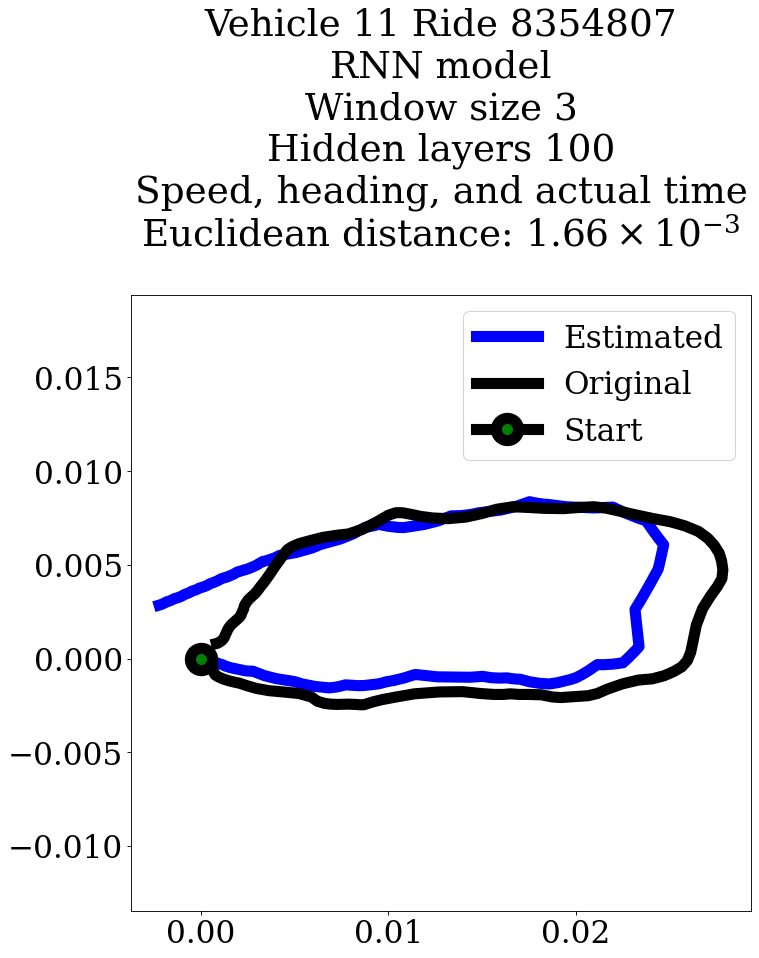 Vehicle 11 Ride 8354807
RNN model
Window size 3
Hidden layers 100
Speed, heading, and actual time
Euclidean distance: 1.66 × 10⁻³
Estimated
Original
Start
0.015
0.010
0.005
0.000
−0.005
−0.010
0.00 0.01 0.02